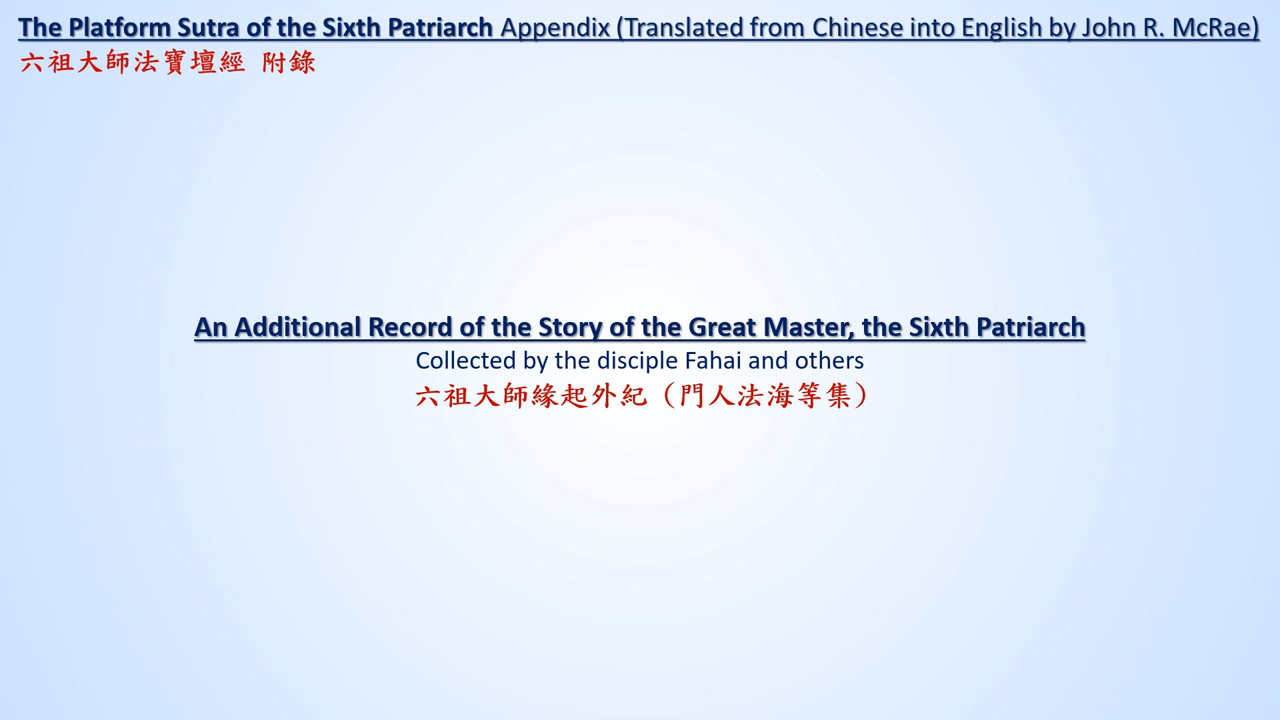 The Platform Sutra of the Sixth Patriarch Appendix (Translated from Chinese into English by John R. McRae)
六祖大師法寶壇經 附錄
An Additional Record of the Story of the Great Master, the Sixth Patriarch
Collected by the disciple Fahai and others
六祖大師緣起外紀（門人法海等集）